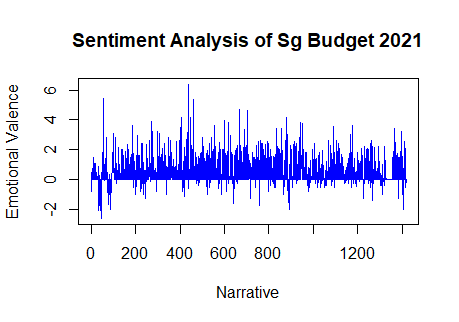 Sentiment Analysis of Sg Budget 2021
Emotional Valence
6
4
2
0
-2
0 200 400 600 800 1200
Narrative